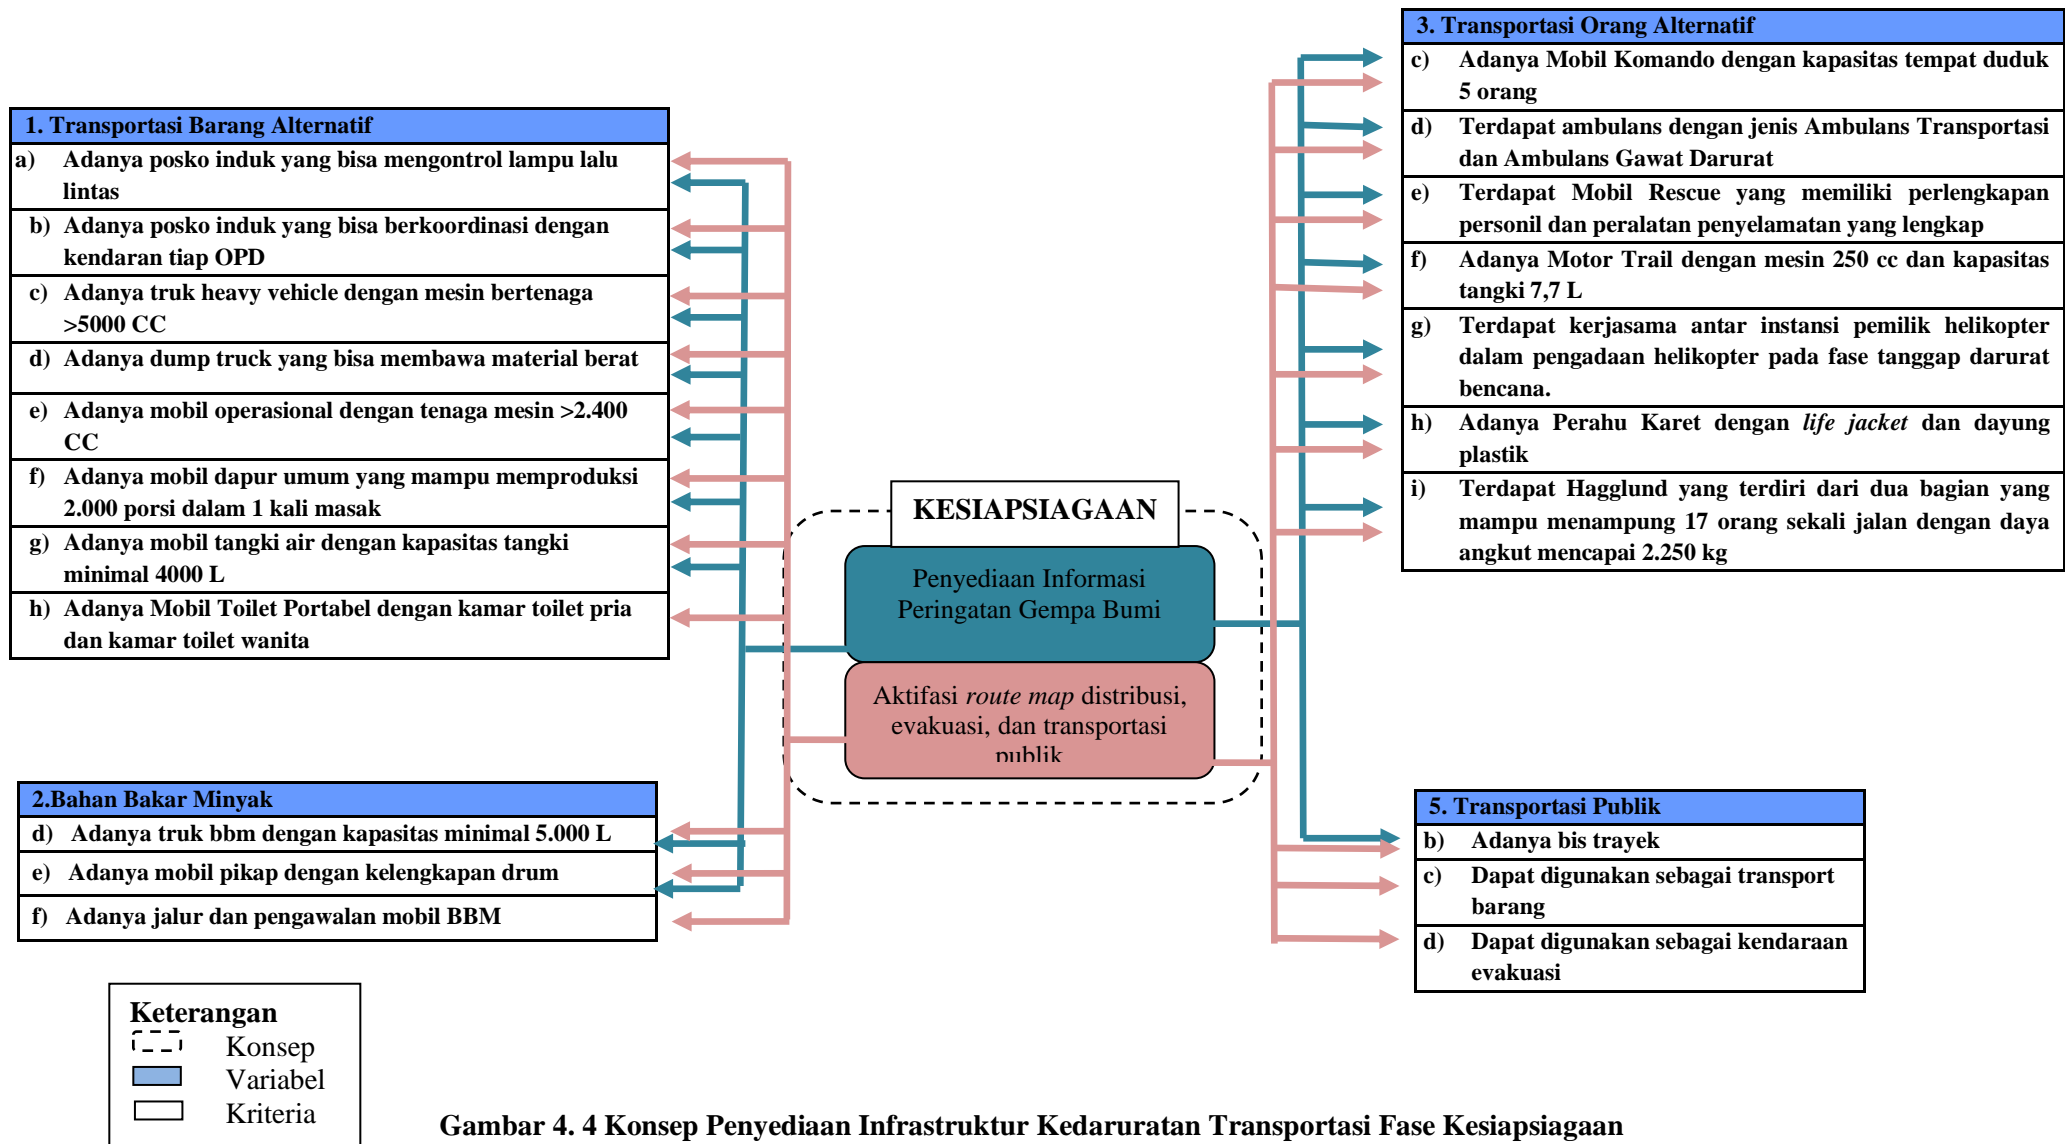 1. Transportasi Barang Alternatif
a) Adanya posko induk yang bisa mengontrol lampu lalu
lintas
b) Adanya posko induk yang bisa berkoordinasi dengan
kendaran tiap OPD
c) Adanya truk heavy vehicle dengan mesin bertenaga
>5000 CC
d) Adanya dump truck yang bisa membawa material berat
e) Adanya mobil operasional dengan tenaga mesin >2.400
CC
f) Adanya mobil dapur umum yang mampu memproduksi
2.000 porsi dalam 1 kali masak
g) Adanya mobil tangki air dengan kapasitas tangki
minimal 4000 L
h) Adanya Mobil Toilet Portabel dengan kamar toilet pria
dan kamar toilet wanita
2.Bahan Bakar Minyak
d) Adanya truk bbm dengan kapasitas minimal 5.000 L
e) Adanya mobil pikap dengan kelengkapan drum
f) Adanya jalur dan pengawalan mobil BBM
KESIAPSIAGAAN
Penyediaan Informasi
Peringatan Gempa Bumi
Aktifasi route map distribusi,
evakuasi, dan transportasi
publik
3. Transportasi Orang Alternatif
c) Adanya Mobil Komando dengan kapasitas tempat duduk
5 orang
d) Terdapat ambulans dengan jenis Ambulans Transportasi
dan Ambulans Gawat Darurat
e) Terdapat Mobil Rescue yang memiliki perlengkapan
personil dan peralatan penyelamatan yang lengkap
f) Adanya Motor Trail dengan mesin 250 cc dan kapasitas
tangki 7,7 L
g) Terdapat kerjasama antar instansi pemilik helikopter
dalam pengadaan helikopter pada fase tanggap darurat
bencana.
h) Adanya Perahu Karet dengan life jacket dan dayung
plastik
i) Terdapat Hagglund yang terdiri dari dua bagian yang
mampu menampung 17 orang sekali jalan dengan daya
angkut mencapai 2.250 kg
5. Transportasi Publik
b) Adanya bis trayek
c) Dapat digunakan sebagai transport
barang
d) Dapat digunakan sebagai kendaraan
evakuasi
Keterangan
Konsep
Variabel
Kriteria
Gambar 4. 4 Konsep Penyediaan Infrastruktur Kedaruratan Transportasi Fase Kesiapsiagaan